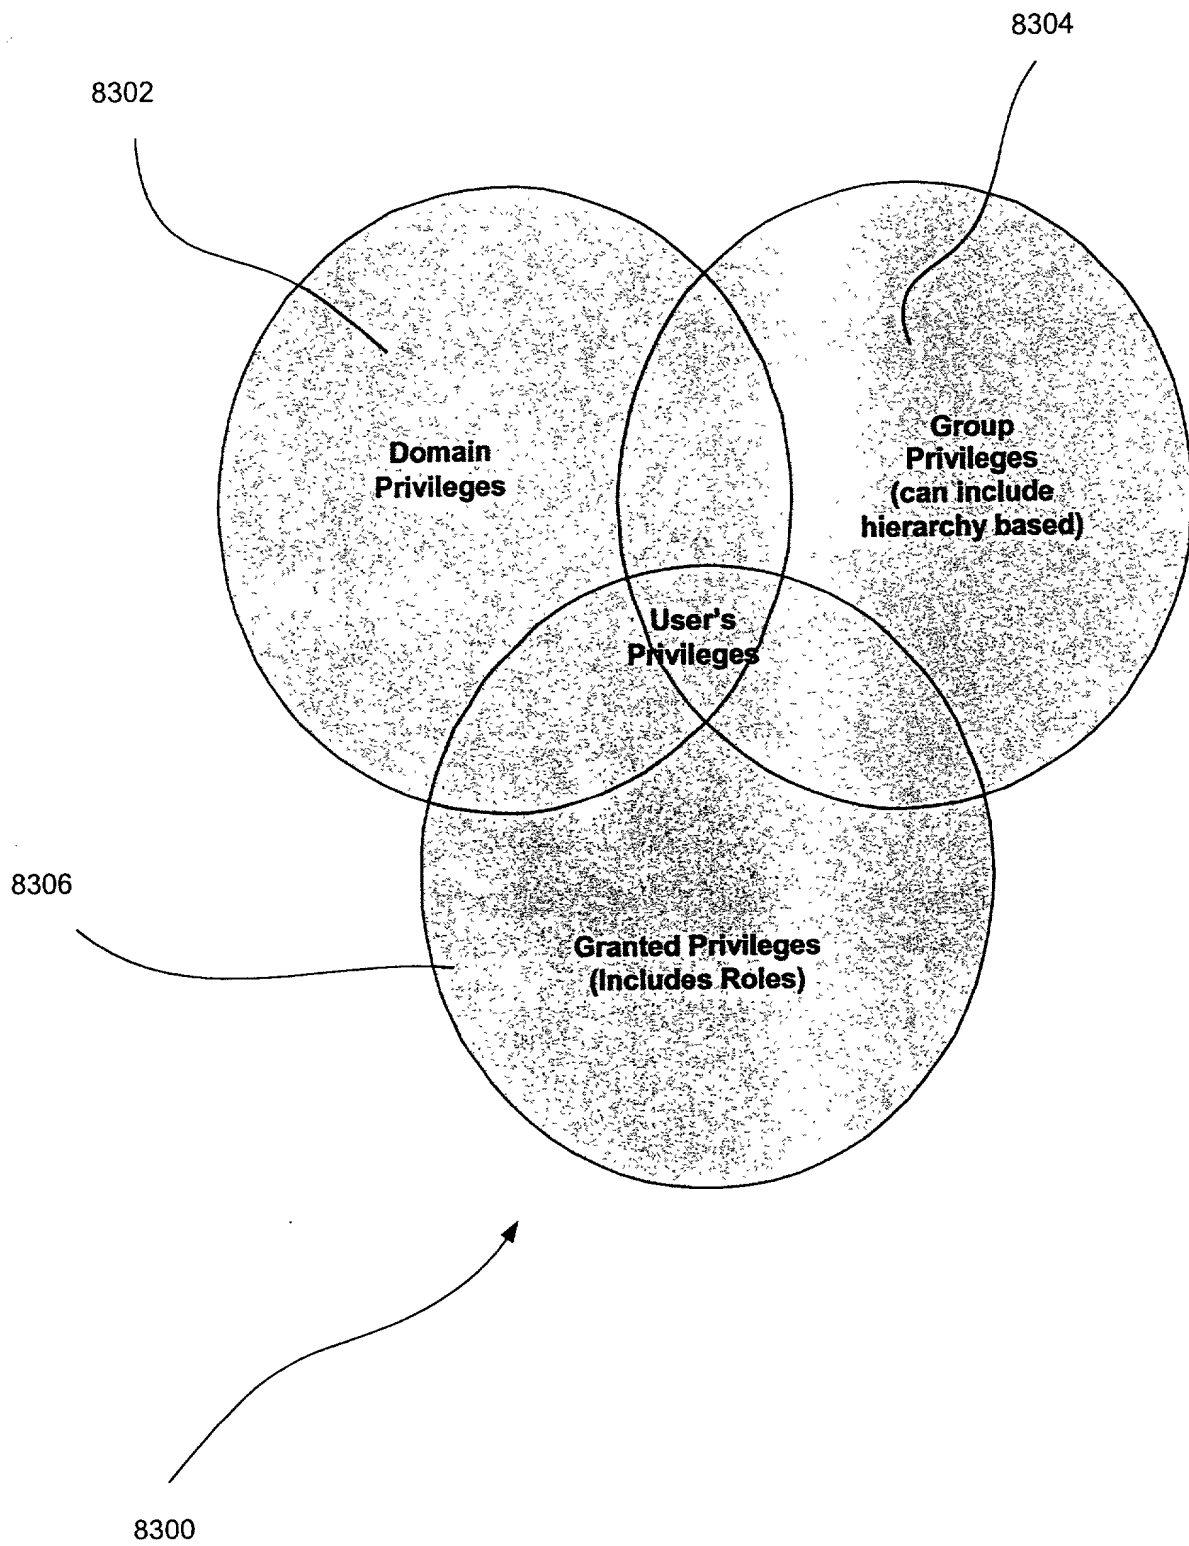 8304
8302
Domain
Privileges
Group
Privileges
(can include
hierarchy based)
User's
Privileges
8306
Granted Privileges
(Includes Roles)
8300